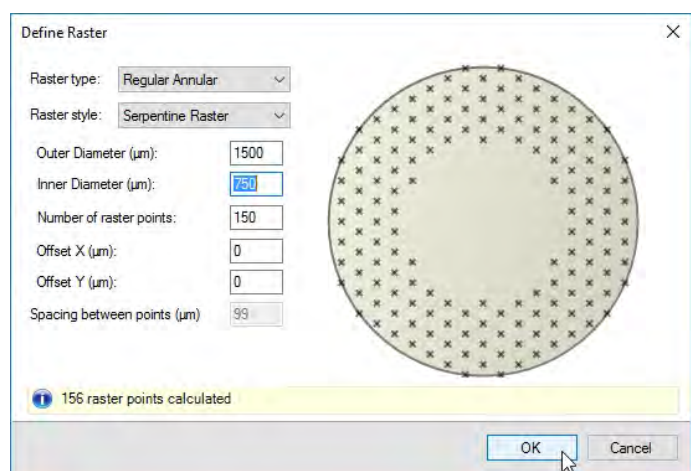 Define Raster
Raster type: Regular Annular
Raster style: Serpentine Raster
Outer Diameter (µm): 1500
Inner Diameter (µm): 750
Number of raster points: 150
Offset X (µm): 0
Offset Y (µm): 0
Spacing between points (µm) 99
156 raster points calculated
OK Cancel